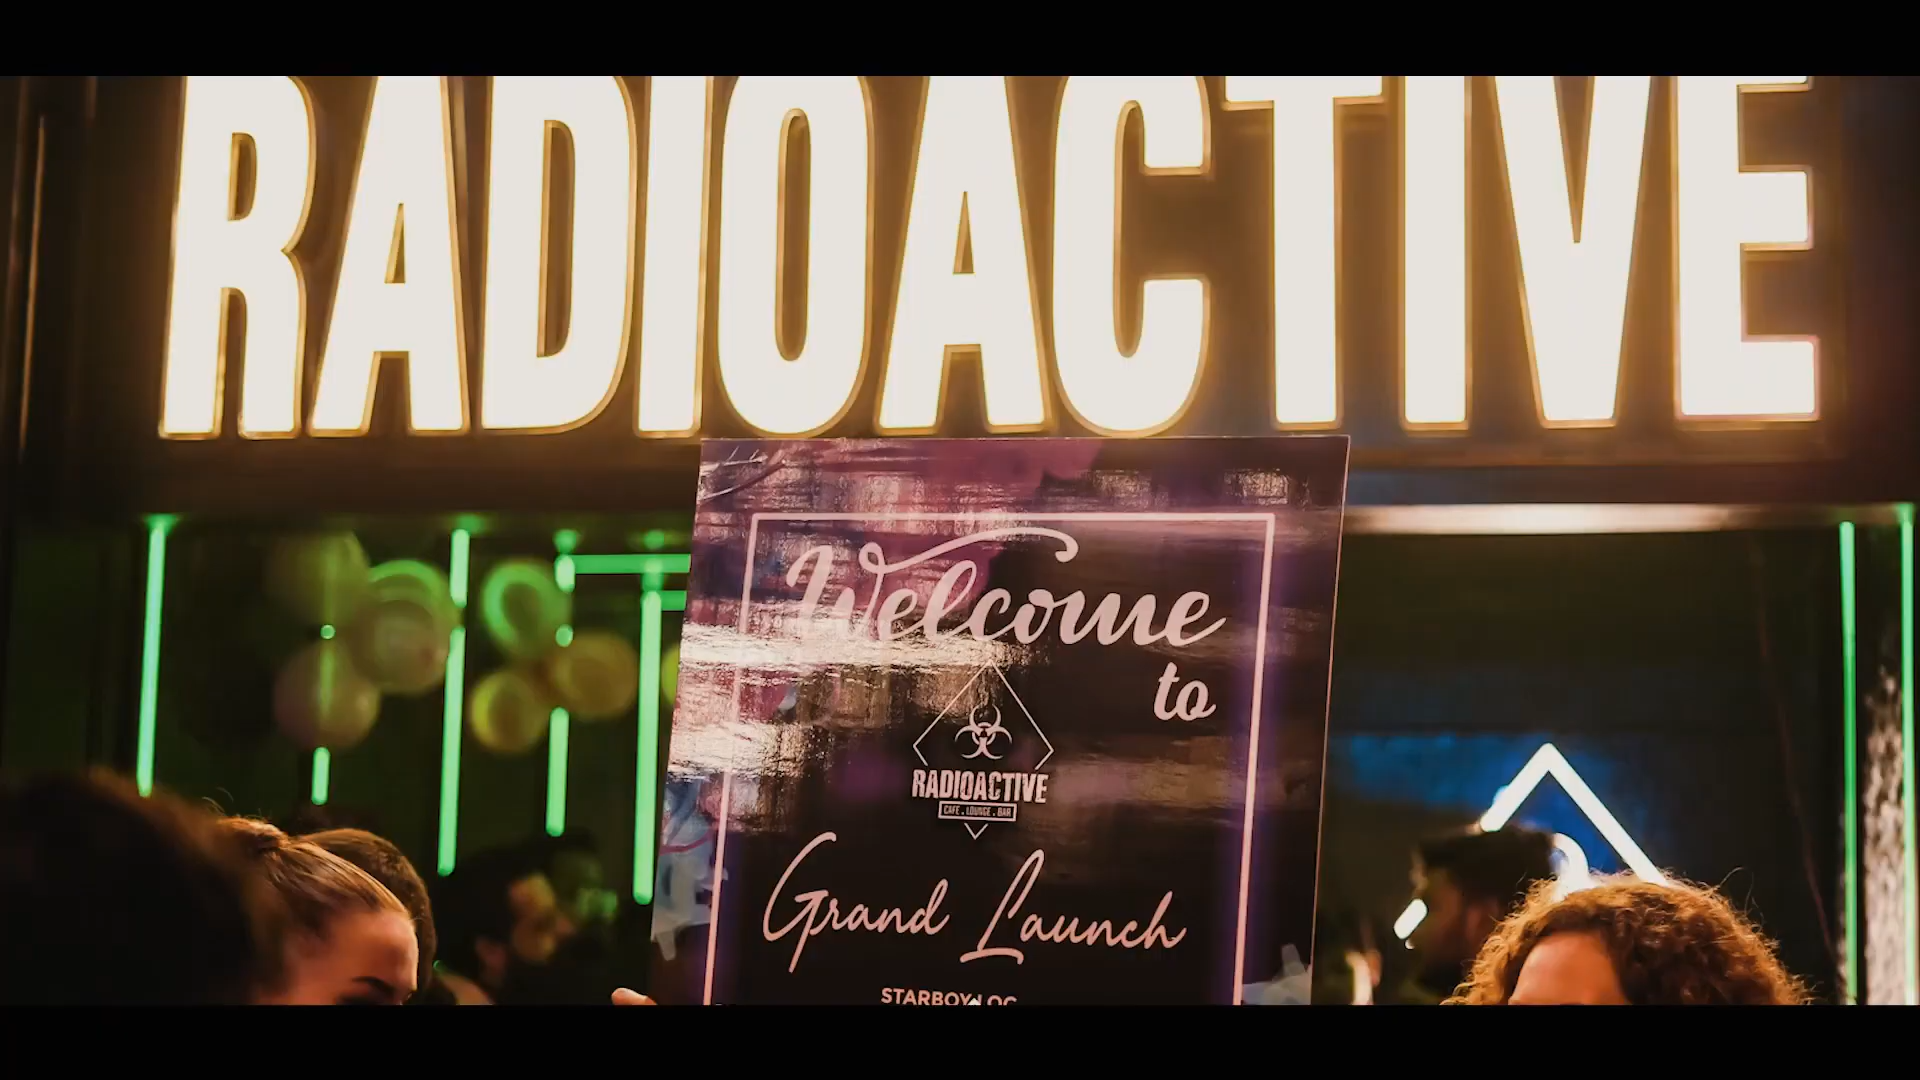 RADIOACTIVE
Welcome
to
RADIOACTIVE
CAFE . LOUNGE . BAR
Grand Launch